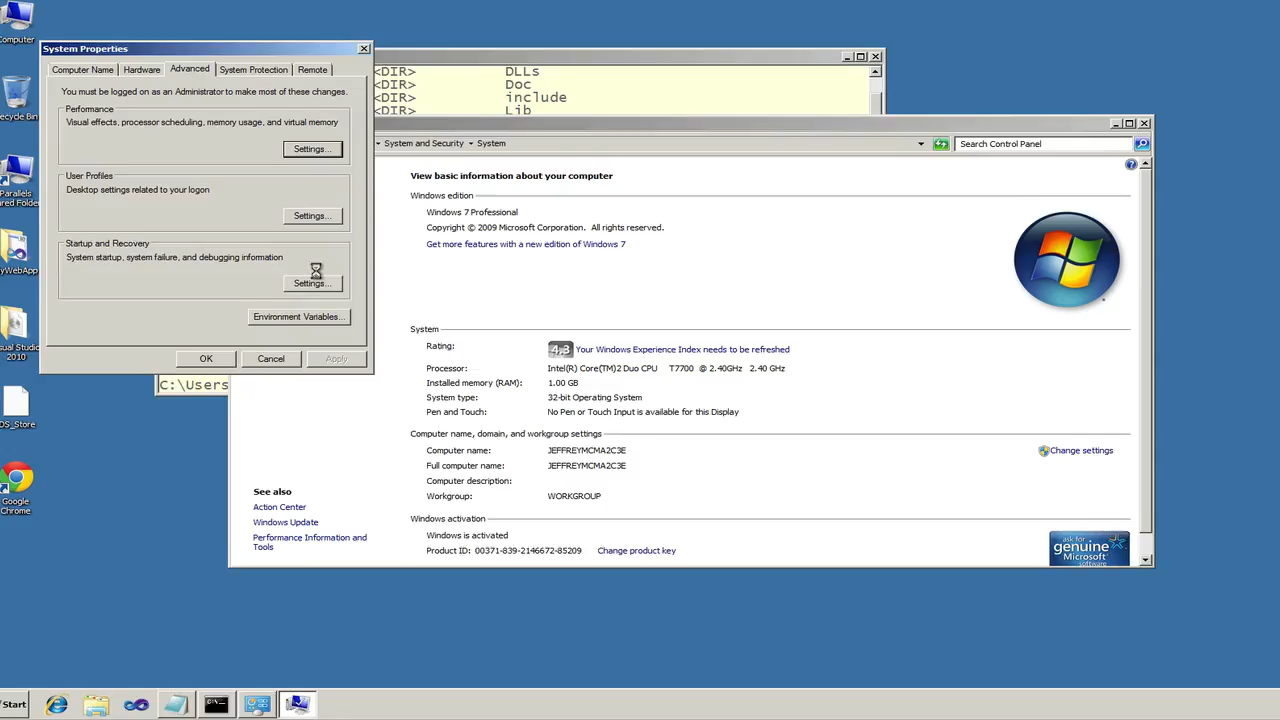 Computer
ecycle Bin
Parallels
ared Folder
yWebApp
sual Studio
2010
DS_Store
Google
Chrome
System Properties
Computer Name
Hardware
Advanced
System Protection
Remote
You must be logged on as an Administrator to make most of these changes.
Performance
Visual effects, processor scheduling, memory usage, and virtual memory
Settings...
User Profiles
Desktop settings related to your logon
Settings...
Startup and Recovery
System startup, system failure, and debugging information
Settings...
Environment Variables...
OK
Cancel
Apply
<DIR> DLLs
<DIR> Doc
<DIR> include
<DIR> Lib
C:\Users
System and Security
System
Search Control Panel
View basic information about your computer
Windows edition
Windows 7 Professional
Copyright © 2009 Microsoft Corporation. All rights reserved.
Get more features with a new edition of Windows 7
System
Rating: 4.3 Your Windows Experience Index needs to be refreshed
Processor: Intel(R) Core(TM)2 Duo CPU T7700 @ 2.40GHz 2.40 GHz
Installed memory (RAM): 1.00 GB
System type: 32-bit Operating System
Pen and Touch: No Pen or Touch Input is available for this Display
Computer name, domain, and workgroup settings
Computer name: JEFFREYMCMA2C3E
Change settings
Full computer name: JEFFREYMCMA2C3E
Computer description:
Workgroup: WORKGROUP
Windows activation
Windows is activated
Product ID: 00371-839-2146672-85209
Change product key
ask for
genuine
Microsoft
software
See also
Action Center
Windows Update
Performance Information and
Tools
Start